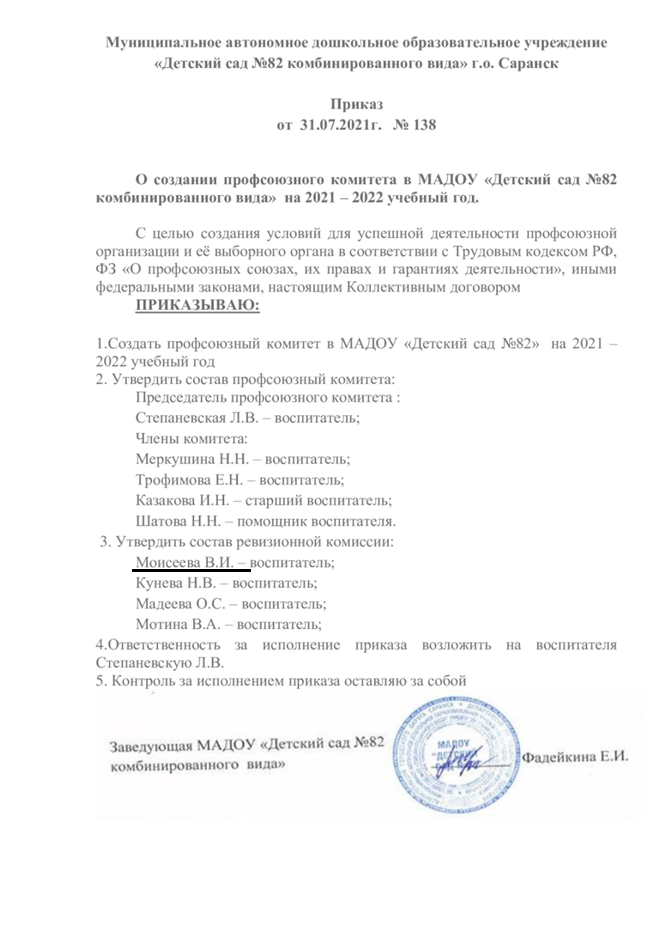 Муниципальное автономное дошкольное образовательное учреждение
«Детский сад №82 комбинированного вида» г.о. Саранск
Приказ
от 31.07.2021г. № 138
О создании профсоюзного комитета в МАДОУ «Детский сад №82
комбинированного вида» на 2021 – 2022 учебный год.
С целью создания условий для успешной деятельности профсоюзной
организации и её выборного органа в соответствии с Трудовым кодексом РФ,
ФЗ «О профсоюзных союзах, их правах и гарантиях деятельности», иными
федеральными законами, настоящим Коллективным договором
ПРИКАЗЫВАЮ:
1.Создать профсоюзный комитет в МАДОУ «Детский сад №82» на 2021 –
2022 учебный год
2. Утвердить состав профсоюзный комитета:
Председатель профсоюзного комитета :
Степаневская Л.В. – воспитатель;
Члены комитета:
Меркушина Н.Н. – воспитатель;
Трофимова Е.Н. – воспитатель;
Казакова И.Н. – старший воспитатель;
Шатова Н.Н. – помощник воспитателя.
3. Утвердить состав ревизионной комиссии:
Моисеева В.И. – воспитатель;
Кунева Н.В. – воспитатель;
Мадеева О.С. – воспитатель;
Мотина В.А. – воспитатель;
4.Ответственность за исполнение приказа возложить на воспитателя
Степаневскую Л.В.
5. Контроль за исполнением приказа оставляю за собой
Заведующая МАДОУ «Детский сад №82
комбинированного вида»
МАДОУ
"ДЕТСКИЙ
Фадейкина Е.И.